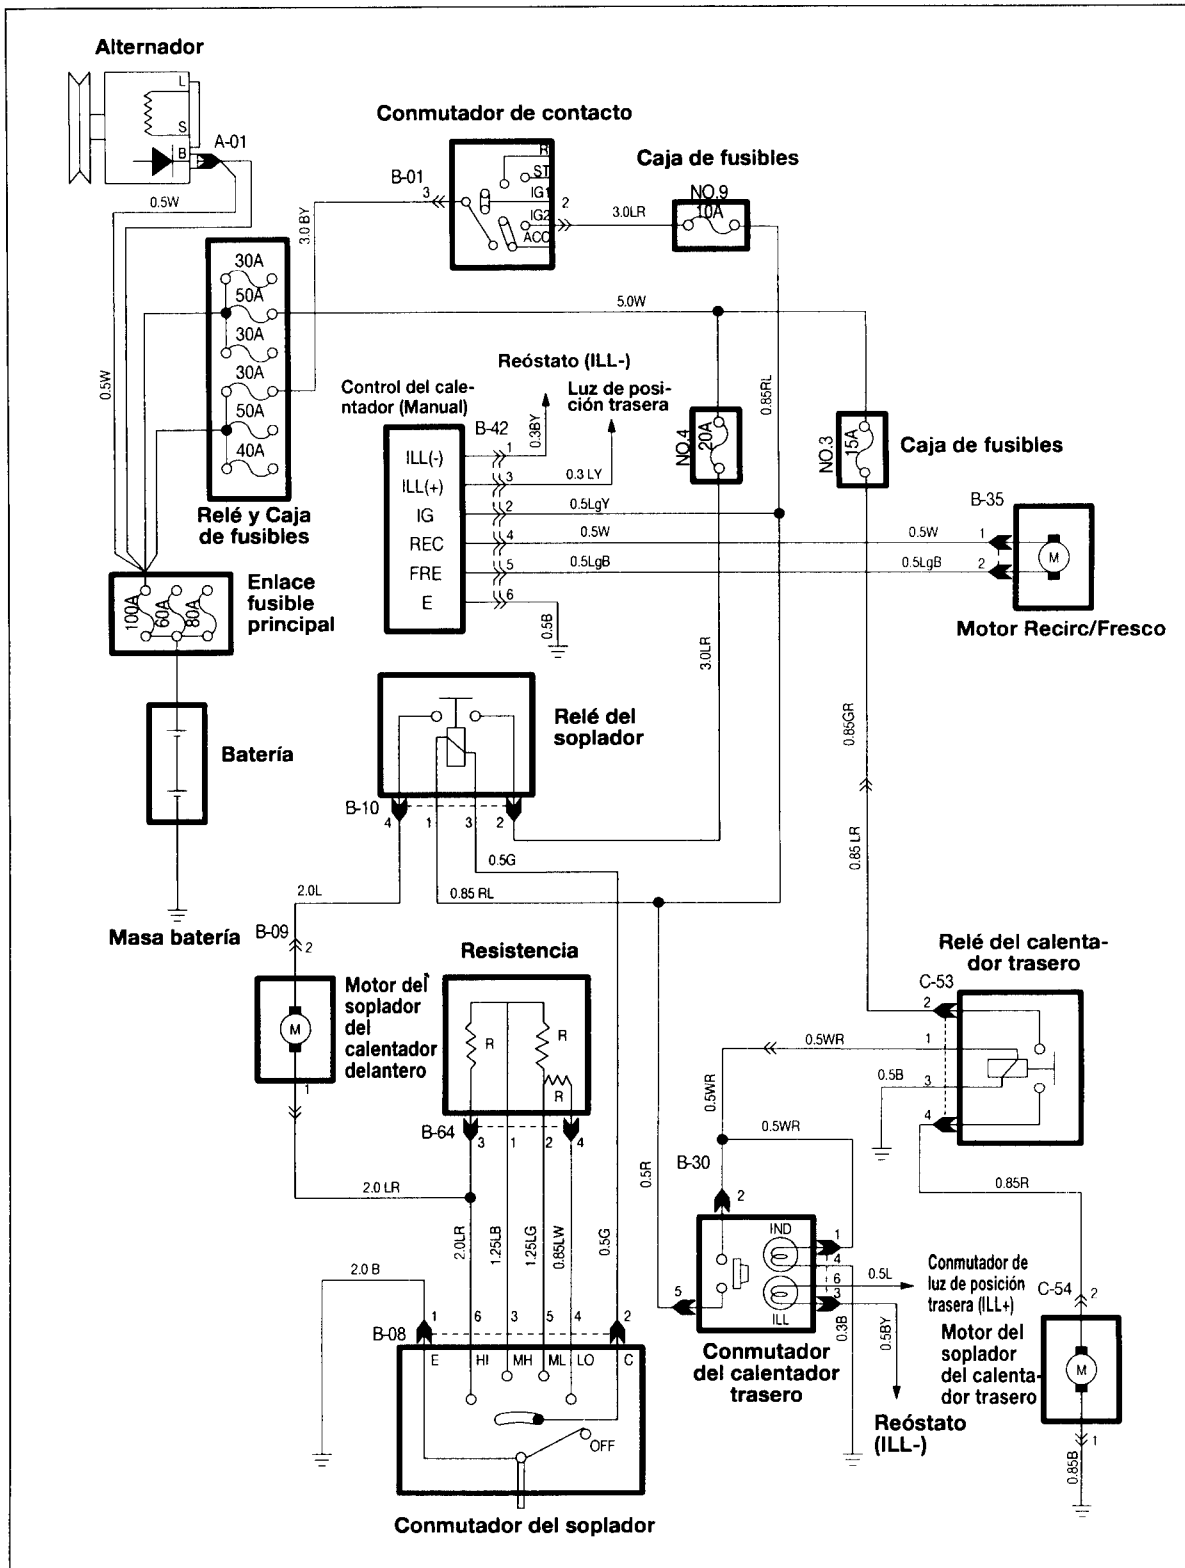 Alternador
L
S
B
A-01
0.5W
Conmutador de contacto
B-01
3
R
ST
IG1
2
IG2
ACC
3.0LR
Caja de fusibles
NO.9
10A
3.0 BY
30A
50A
30A
30A
50A
40A
Relé y Caja
de fusibles
5.0W
0.5W
Reóstato (ILL-)
Luz de posi-
ción trasera
Control del cale-
ntador (Manual)
B-42
0.3BY
0.85RL
ILL(-)
1
ILL(+)
3
0.3 LY
IG
2
0.5LgY
REC
4
0.5W
0.5W
1
FRE
5
0.5LgB
0.5LgB
2
E
6
0.5B
NO.4
20A
NO.3
15A
Caja de fusibles
B-35
M
Motor Recirc/Fresco
100A
60A
80A
Enlace
fusible
principal
Batería
Masa batería
3.0LR
Relé del
soplador
B-10
4
1
3
2
0.5G
2.0L
0.85 RL
0.85GR
0.85 LR
B-09
2
Motor del
soplador
del
calentador
delantero
M
1
Resistencia
R
R
R
B-64
3
1
2
4
2.0 LR
2.0LR
1.25LB
1.25LG
0.85LW
0.5G
0.5R
Relé del calenta-
dor trasero
C-53
2
1
0.5WR
3
0.5B
4
0.5WR
0.5WR
0.85R
B-30
2
IND
1
4
6
0.5L
3
5
ILL
0.3B
0.5BY
Conmutador
del calentador
trasero
Conmutador de
luz de posición
trasera (ILL+)
Reóstato
(ILL-)
C-54
2
Motor del
soplador
del calenta-
dor trasero
M
1
0.85B
2.0 B
B-08
1
6
3
5
4
2
E
HI
MH
ML
LO
C
OFF
Conmutador del soplador